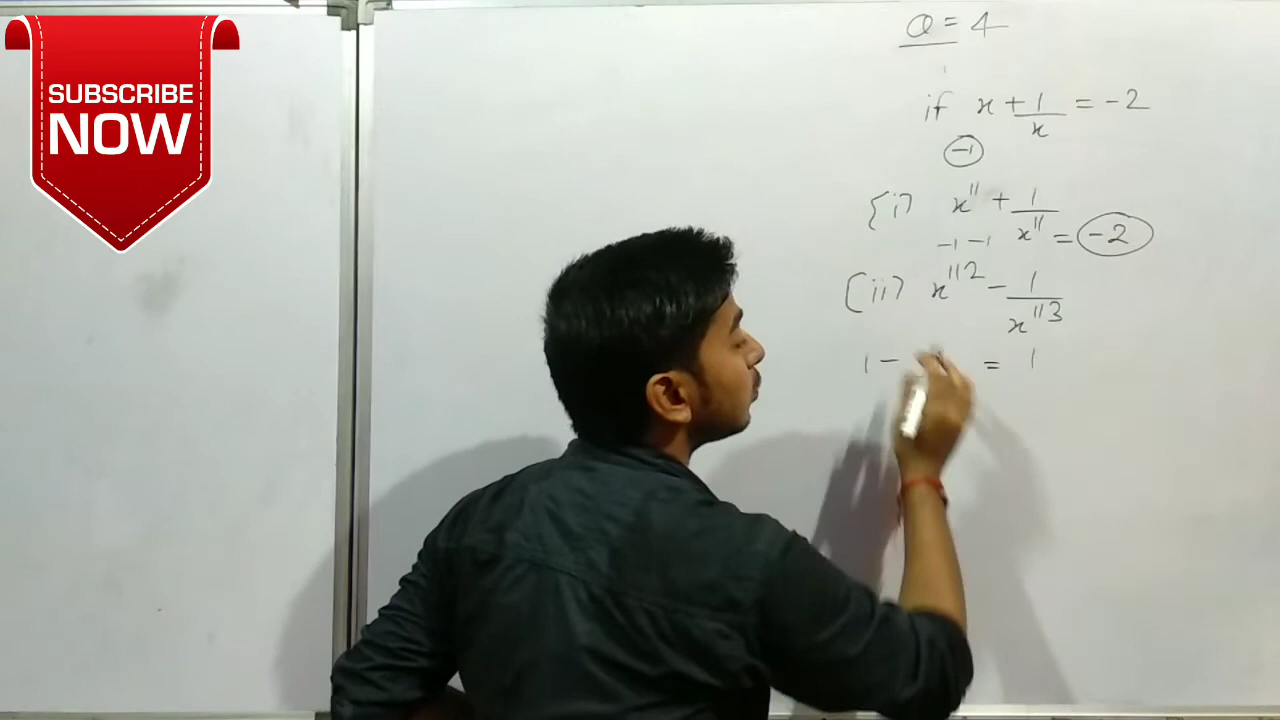 SUBSCRIBE
NOW
Q = 4
if x + 1/x = -2
-1
(i) x¹¹ + 1/x¹¹ = -2
-1 -1
(ii) x¹¹² - 1/x¹¹³
1 - = 1